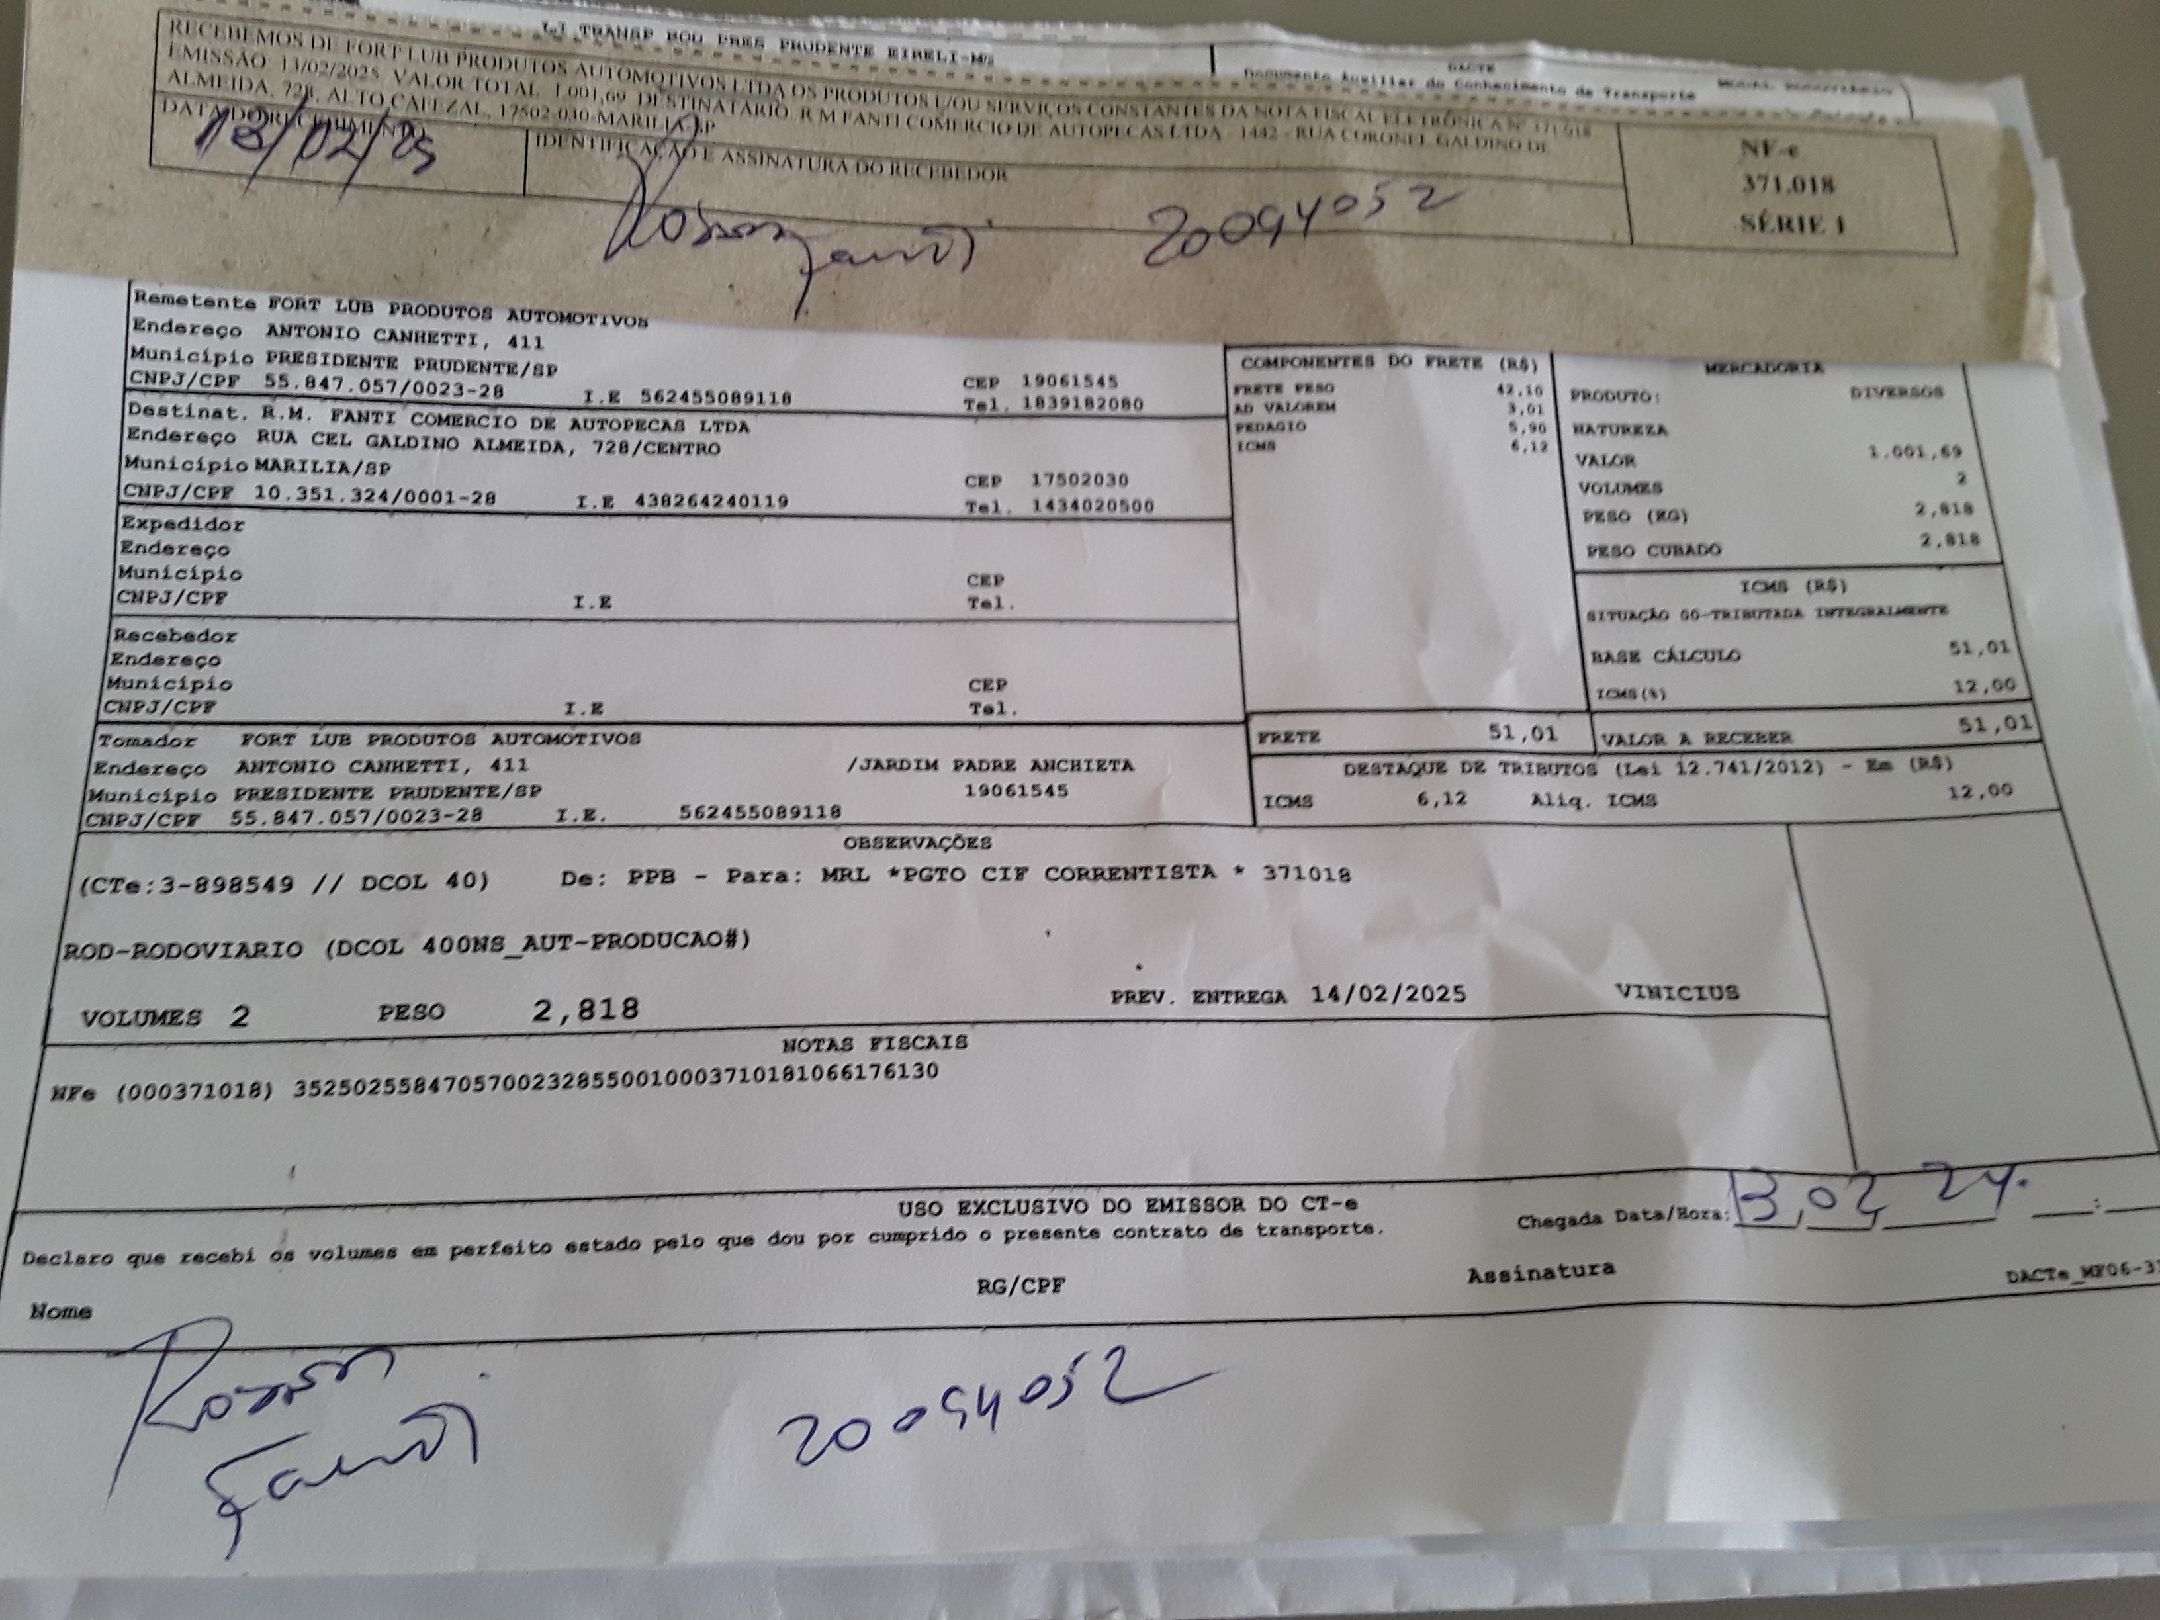 LJ TRANSP ROD PRES PRUDENTE EIRELI-ME
DACTE
Documento Auxiliar do Conhecimento de Transporte
RECEBEMOS DE FORT LUB PRODUTOS AUTOMOTIVOS LTDA OS PRODUTOS E/OU SERVIÇOS CONSTANTES DA NOTA FISCAL ELETRÔNICA Nº 371.018
EMISSÃO 13/02/2025 VALOR TOTAL 1.001,69 DESTINATÁRIO R M FANTI COMERCIO DE AUTOPECAS LTDA - 1442 - RUA CORONEL GALDINO DE
ALMEIDA, 728, ALTO CAFEZAL, 17502-030-MARILIA-SP
DATA DO RECEBIMENTO
13/02/25
IDENTIFICAÇÃO E ASSINATURA DO RECEBEDOR
Fanti 20094052
NF-e
371.018
SÉRIE 1
Remetente FORT LUB PRODUTOS AUTOMOTIVOS
Endereço ANTONIO CANHETTI, 411
Município PRESIDENTE PRUDENTE/SP CEP 19061545
CNPJ/CPF 55.847.057/0023-28 I.E 562455089118 Tel. 1839182080
Destinat. R.M. FANTI COMERCIO DE AUTOPECAS LTDA
Endereço RUA CEL GALDINO ALMEIDA, 728/CENTRO
Município MARILIA/SP CEP 17502030
CNPJ/CPF 10.351.324/0001-28 I.E 438264240119 Tel. 1434020500
Expedidor
Endereço
Município CEP
CNPJ/CPF I.E Tel.
Recebedor
Endereço
Município CEP
CNPJ/CPF I.E Tel.
Tomador FORT LUB PRODUTOS AUTOMOTIVOS
Endereço ANTONIO CANHETTI, 411 /JARDIM PADRE ANCHIETA
Município PRESIDENTE PRUDENTE/SP 19061545
CNPJ/CPF 55.847.057/0023-28 I.E. 562455089118
COMPONENTES DO FRETE (R$)
FRETE PESO 42,10
AD VALOREM 3,01
PEDAGIO 5,90
ICMS 6,12
MERCADORIA
PRODUTO: DIVERSOS
NATUREZA
VALOR 1.001,69
VOLUMES 2
PESO (KG) 2,818
PESO CUBADO 2,818
ICMS (R$)
SITUAÇÃO 00-TRIBUTADA INTEGRALMENTE
BASE CÁLCULO 51,01
ICMS(%) 12,00
FRETE 51,01 VALOR A RECEBER 51,01
DESTAQUE DE TRIBUTOS (Lei 12.741/2012) - Em (R$)
ICMS 6,12 Aliq. ICMS 12,00
OBSERVAÇÕES
(CTe:3-898549 // DCOL 40) De: PPB - Para: MRL *PGTO CIF CORRENTISTA * 371018
ROD-RODOVIARIO (DCOL 400NS_AUT-PRODUCAO#)
VOLUMES 2 PESO 2,818 PREV. ENTREGA 14/02/2025 VINICIUS
NOTAS FISCAIS
NFe (000371018) 35250255847057002328550010003710181066176130
USO EXCLUSIVO DO EMISSOR DO CT-e
Declaro que recebi os volumes em perfeito estado pelo que dou por cumprido o presente contrato de transporte.
Chegada Data/Hora: 13,02,24. :
Nome RG/CPF Assinatura
DACTe_MF06-3
Fanti 20094052